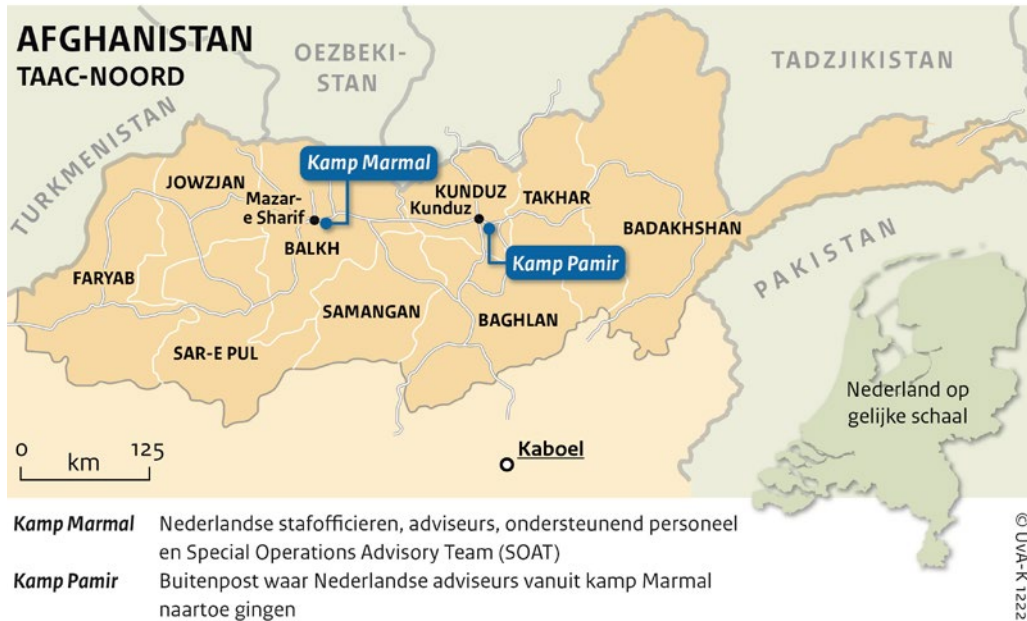 AFGHANISTAN
TAAC-NOORD
OEZBEKI-
STAN
TADZJIKISTAN
TURKMENISTAN
Kamp Marmal
JOWZJAN
Mazar-
e Sharif
BALKH
KUNDUZ
Kunduz
TAKHAR
BADAKHSHAN
Kamp Pamir
PAKISTAN
FARYAB
SAMANGAN
BAGHLAN
SAR-E PUL
Nederland op
gelijke schaal
0 125
km
Kaboel
Kamp Marmal Nederlandse stafofficieren, adviseurs, ondersteunend personeel
en Special Operations Advisory Team (SOAT)
Kamp Pamir Buitenpost waar Nederlandse adviseurs vanuit kamp Marmal
naartoe gingen
© UvA-K 1222